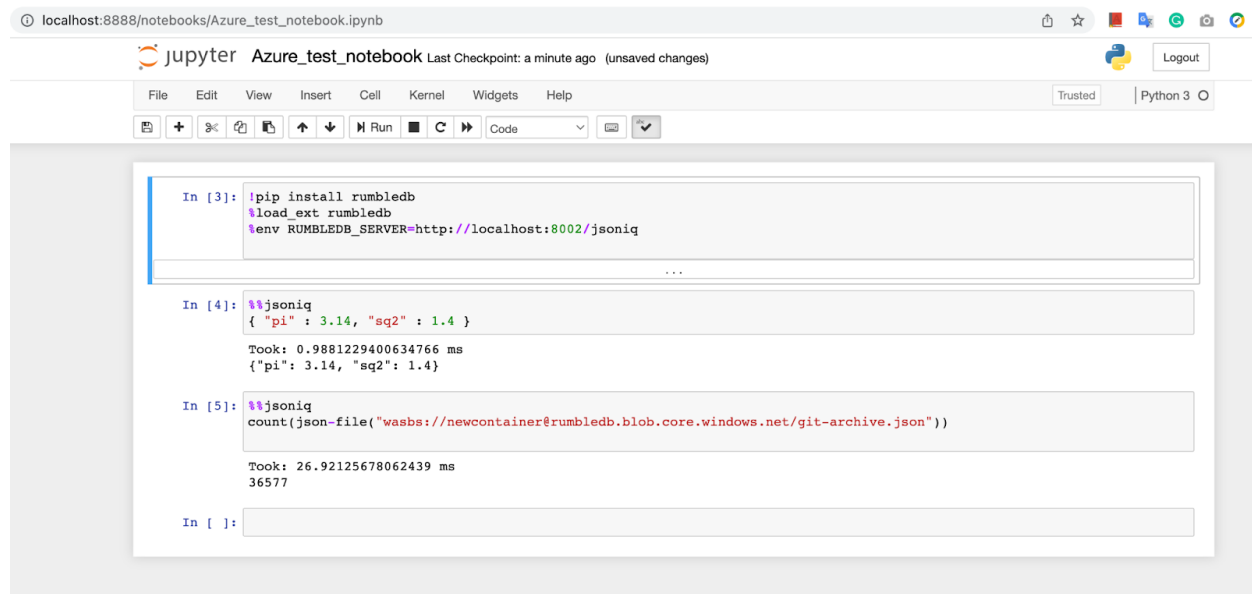 localhost:8888/notebooks/Azure_test_notebook.ipynb
jupyter Azure_test_notebook Last Checkpoint: a minute ago (unsaved changes)
Logout
File Edit View Insert Cell Kernel Widgets Help
Trusted
Python 3
Run
Code
In [3]: !pip install rumbledb
%load_ext rumbledb
%env RUMBLEDB_SERVER=http://localhost:8002/jsoniq
...
In [4]: %%jsoniq
{ "pi" : 3.14, "sq2" : 1.4 }
Took: 0.9881229400634766 ms
{"pi": 3.14, "sq2": 1.4}
In [5]: %%jsoniq
count(json-file("wasbs://newcontainer@rumbledb.blob.core.windows.net/git-archive.json"))
Took: 26.92125678062439 ms
36577
In [ ]: